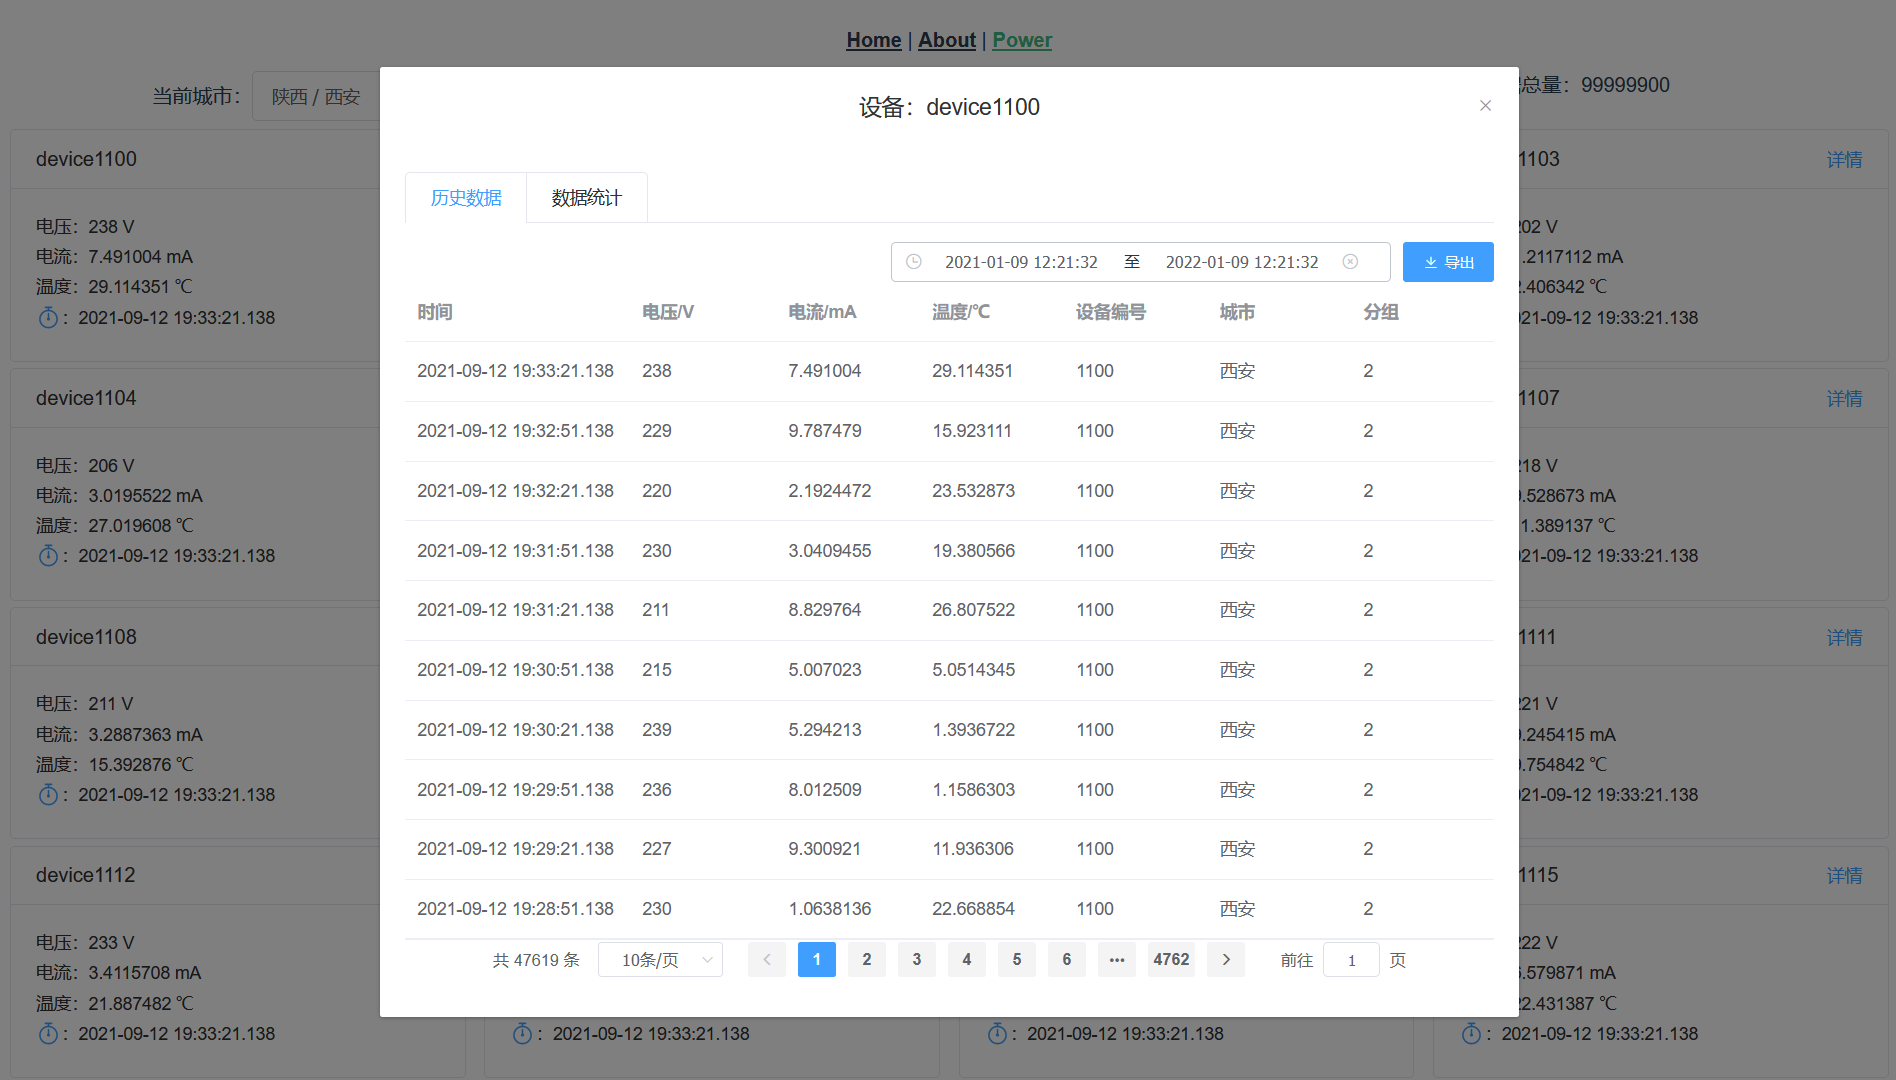 Home | About | Power
当前城市： 陕西 / 西安
总量：99999900
设备：device1100
历史数据 数据统计
2021-01-09 12:21:32 至 2022-01-09 12:21:32 导出
时间 电压/V 电流/mA 温度/℃ 设备编号 城市 分组
2021-09-12 19:33:21.138 238 7.491004 29.114351 1100 西安 2
2021-09-12 19:32:51.138 229 9.787479 15.923111 1100 西安 2
2021-09-12 19:32:21.138 220 2.1924472 23.532873 1100 西安 2
2021-09-12 19:31:51.138 230 3.0409455 19.380566 1100 西安 2
2021-09-12 19:31:21.138 211 8.829764 26.807522 1100 西安 2
2021-09-12 19:30:51.138 215 5.007023 5.0514345 1100 西安 2
2021-09-12 19:30:21.138 239 5.294213 1.3936722 1100 西安 2
2021-09-12 19:29:51.138 236 8.012509 1.1586303 1100 西安 2
2021-09-12 19:29:21.138 227 9.300921 11.936306 1100 西安 2
2021-09-12 19:28:51.138 230 1.0638136 22.668854 1100 西安 2
共 47619 条 10条/页 1 2 3 4 5 6 ••• 4762 前往 1 页
device1100
电压：238 V
电流：7.491004 mA
温度：29.114351 ℃
：2021-09-12 19:33:21.138
1103 详情
02 V
.2117112 mA
.406342 ℃
21-09-12 19:33:21.138
device1104
电压：206 V
电流：3.0195522 mA
温度：27.019608 ℃
：2021-09-12 19:33:21.138
1107 详情
18 V
.528673 mA
1.389137 ℃
21-09-12 19:33:21.138
device1108
电压：211 V
电流：3.2887363 mA
温度：15.392876 ℃
：2021-09-12 19:33:21.138
1111 详情
21 V
.245415 mA
.754842 ℃
21-09-12 19:33:21.138
device1112
电压：233 V
电流：3.4115708 mA
温度：21.887482 ℃
：2021-09-12 19:33:21.138
：2021-09-12 19:33:21.138
：2021-09-12 19:33:21.138
1115 详情
22 V
.579871 mA
2.431387 ℃
：2021-09-12 19:33:21.138